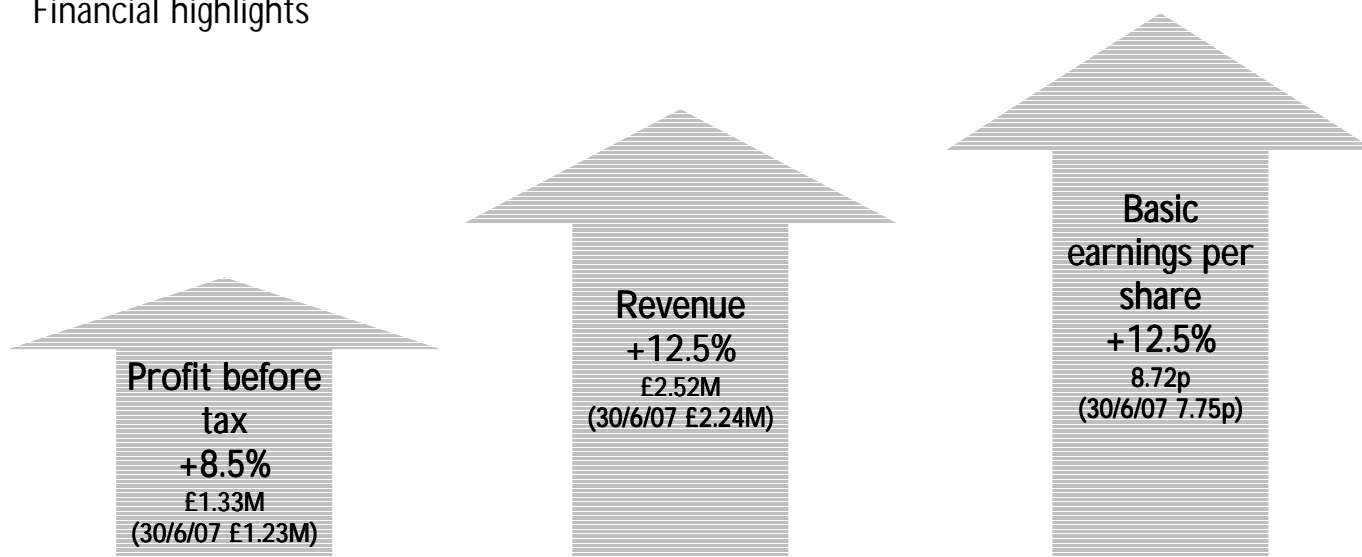 Financial highlights
Profit before
tax
+8.5%
£1.33M
(30/6/07 £1.23M)
Revenue
+12.5%
£2.52M
(30/6/07 £2.24M)
Basic
earnings per
share
+12.5%
8.72p
(30/6/07 7.75p)